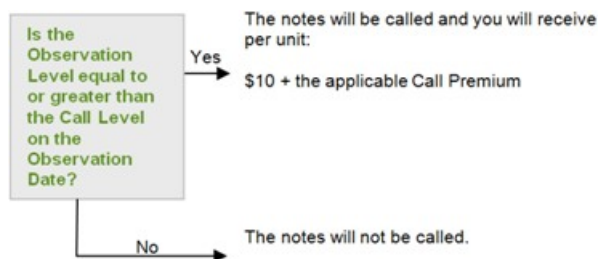 Is the
Observation
Level equal to
or greater than
the Call Level
on the
Observation
Date?
Yes
The notes will be called and you will receive
per unit:
$10 + the applicable Call Premium
No
The notes will not be called.